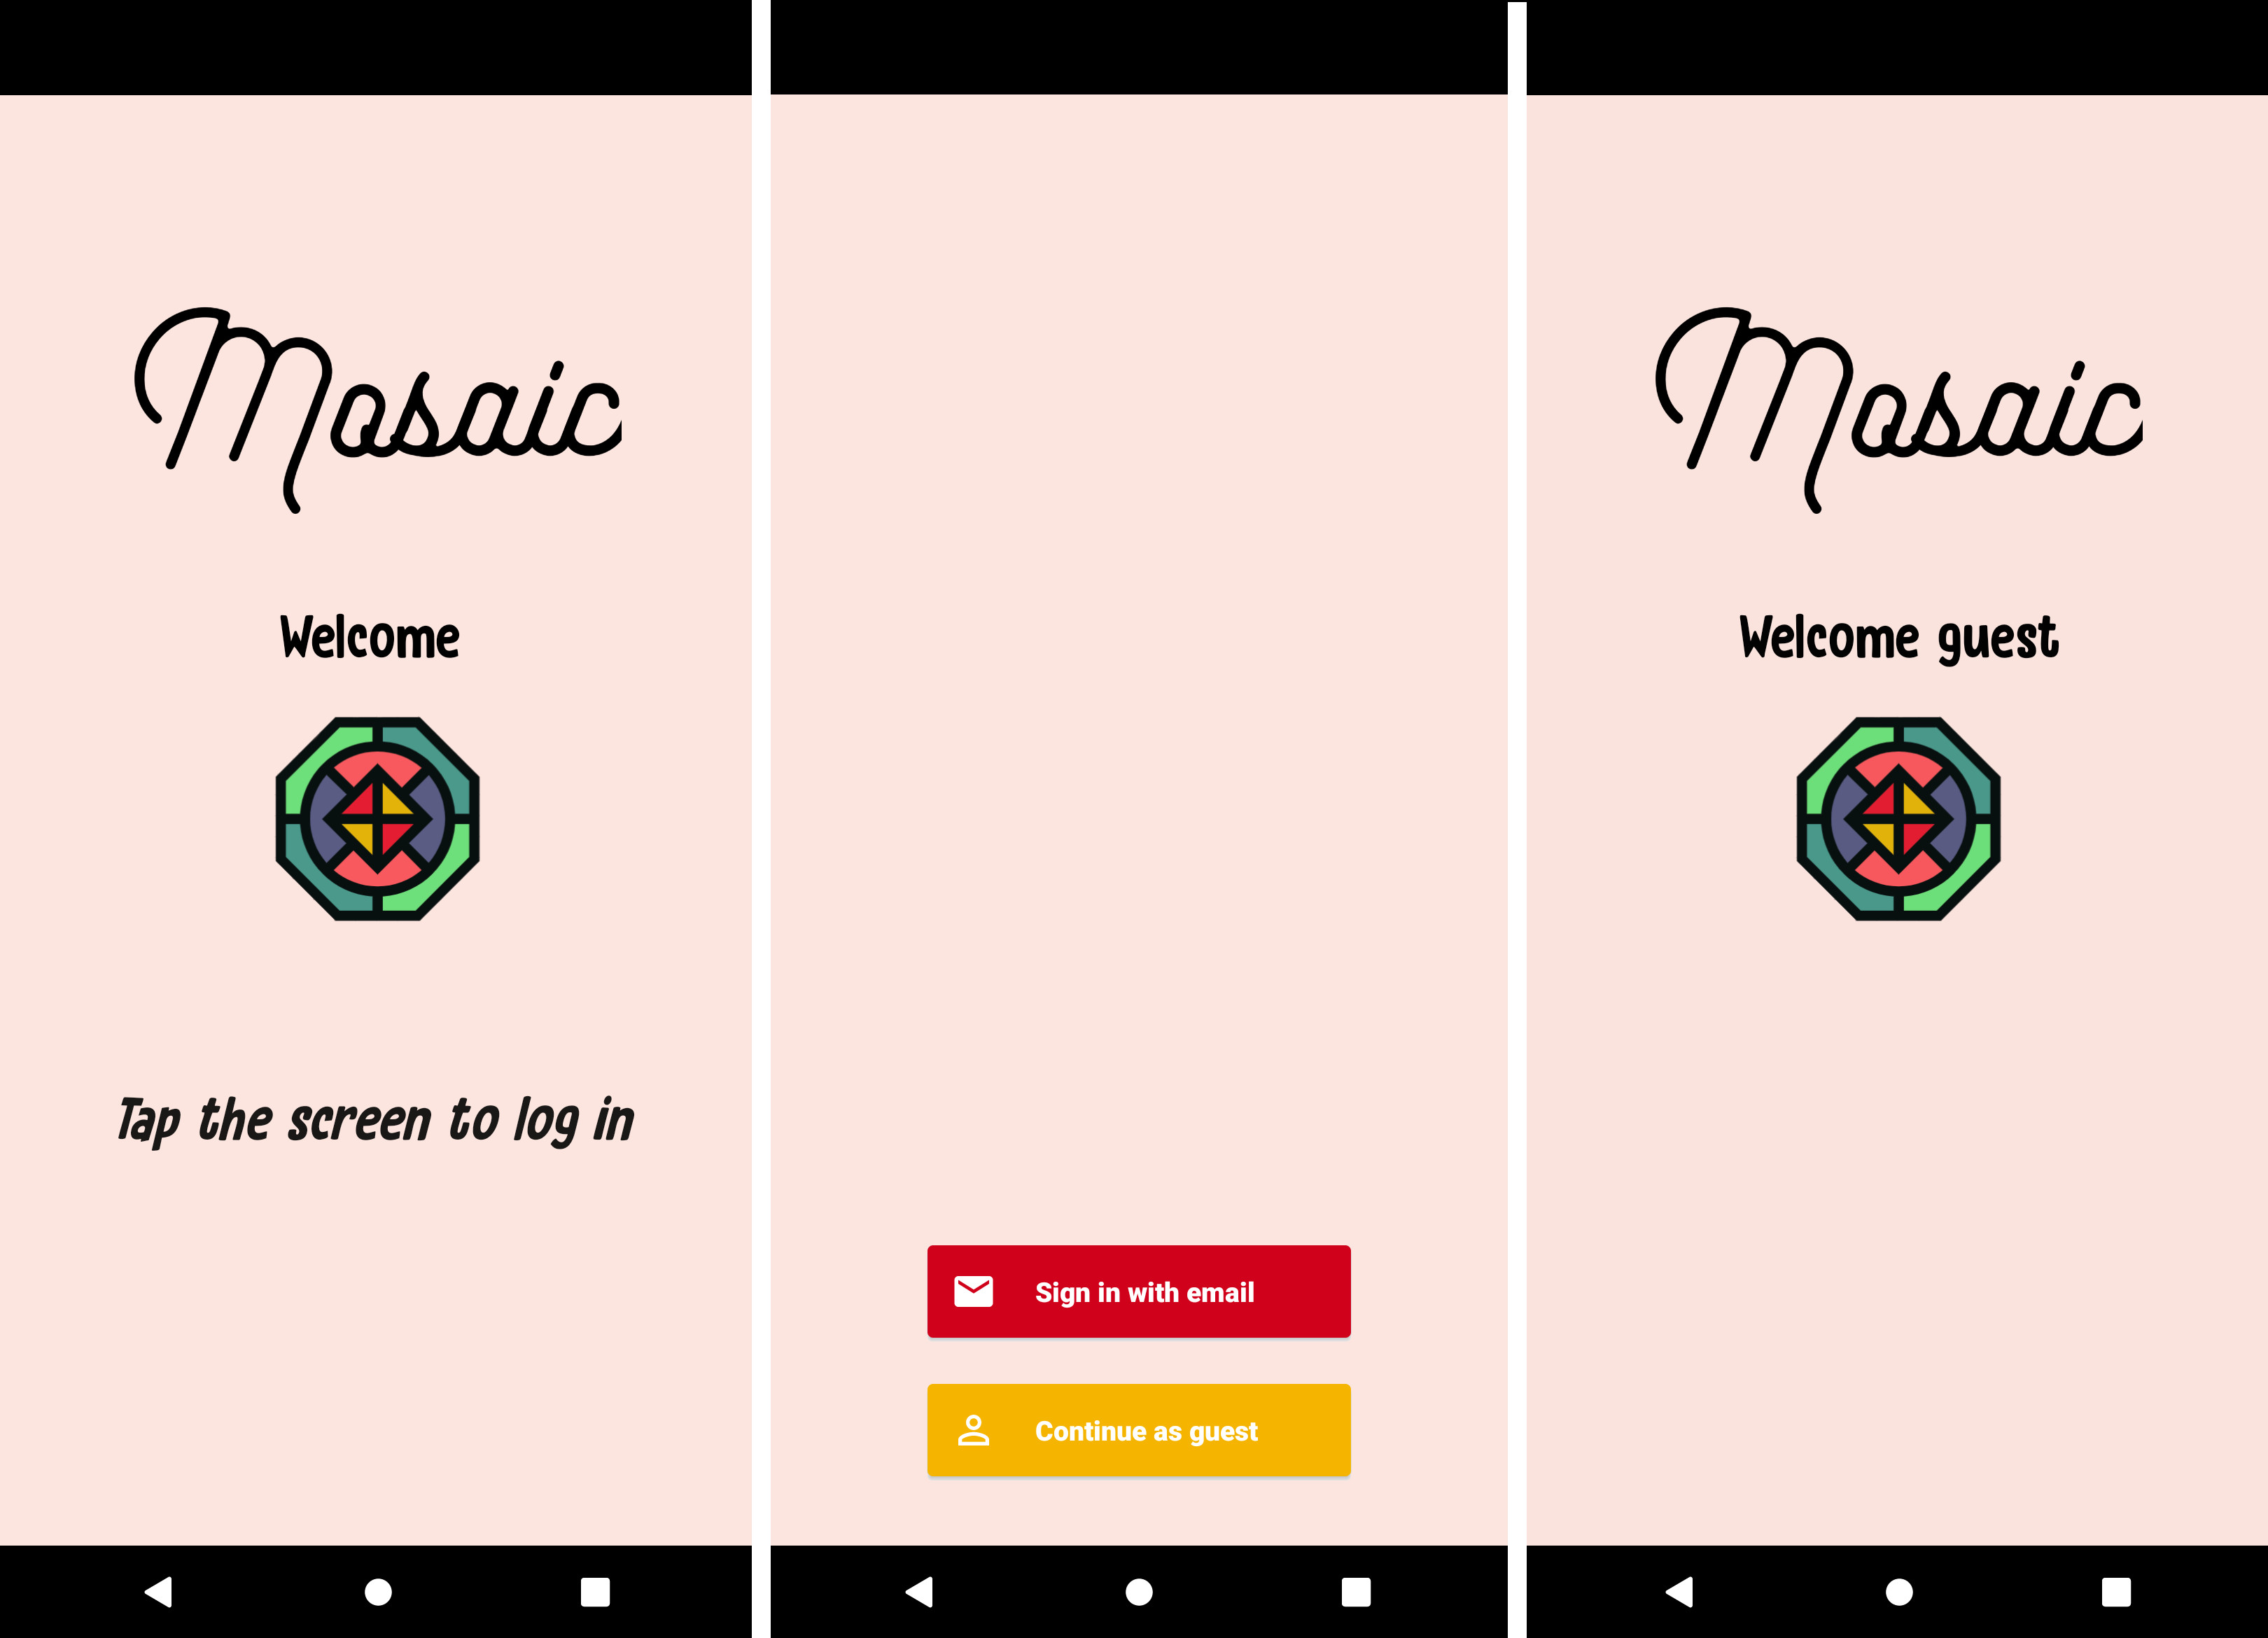 Mosaic
Welcome
Tap the screen to log in
Sign in with email
Continue as guest
Mosaic
Welcome guest